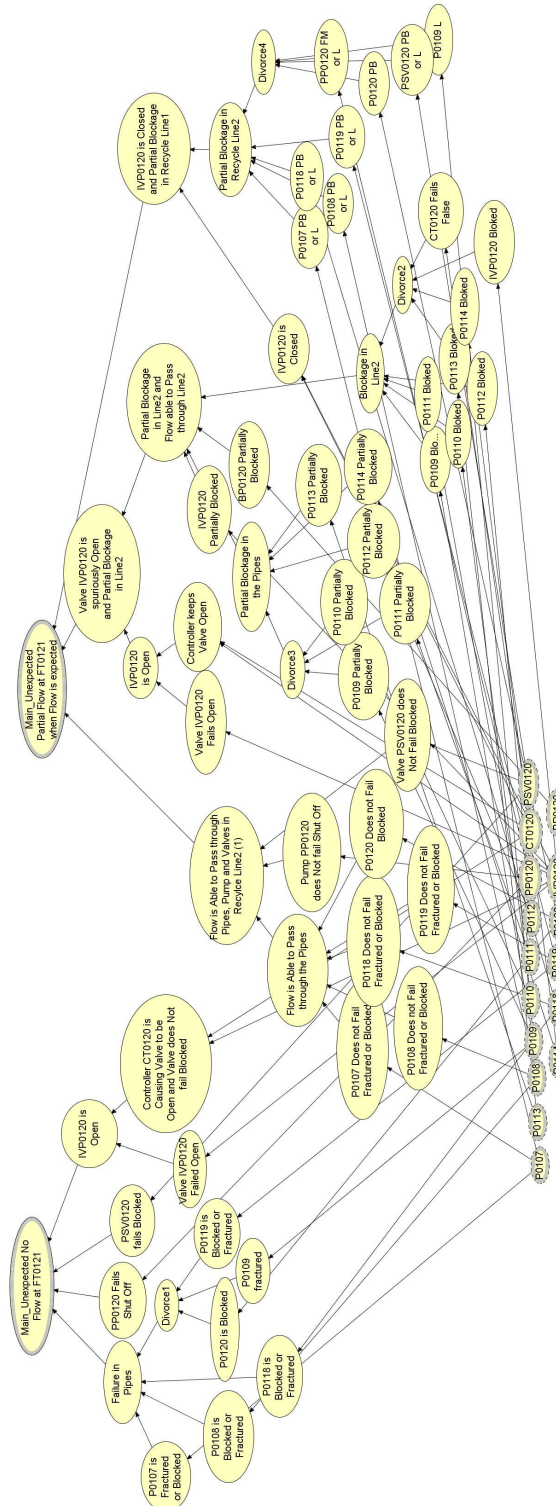 Main_Unexpected No
Flow at FT0121
Main_Unexpected
Partial Flow at FT0121
when Flow is expected
Failure in
Pipes
PP0120 Fails
Shut Off
PSV0120
fails Blocked
IVP0120 is
Open
P0107 is
Fractured
or Blocked
P0108 is
Blocked or
Fractured
P0118 is
Blocked or
Fractured
Divorce1
P0120 is Blocked
P0109
fractured
P0119 is
Blocked or
Fractured
Valve IVP0120
Failed Open
Controller CT0120 is
Causing Valve to be
Open and Valve does Not
fail Blocked
Flow is Able to Pass through
Pipes, Pump and Valves in
Recylce Line2 (1)
Flow is Able to Pass
through the Pipes
Pump PP0120
does Not fail Shut Off
Valve PSV0120 does
Not Fail Blocked
P0107 Does not Fail
Fractured or Blocked
P0108 Does not Fail
Fractured or Blocked
P0118 Does not Fail
Fractured or Blocked
P0119 Does not Fail
Fractured or Blocked
P0120 Does not Fail
Blocked
Valve IVP0120 is
spuriously Open
and Partial Blockage
in Line2
IVP0120
is Open
Valve IVP0120
Fails Open
Controller keeps
Valve Open
Partial Blockage
in Line2 and
Flow able to Pass
through Line2
IVP0120
Partially Blocked
BP0120 Partially
Blocked
Partial Blockage in
the Pipes
Divorce3
P0109 Partially
Blocked
P0110 Partially
Blocked
P0111 Partially
Blocked
P0112 Partially
Blocked
P0113 Partially
Blocked
P0114 Partially
Blocked
Blockage in
Line2
P0109 Blo...
P0110 Bloked
P0111 Bloked
P0112 Bloked
P0113 Bloked
P0114 Bloked
Divorce2
CT0120 Fails
False
IVP0120 Bloked
IVP0120 is Closed
and Partial Blockage
in Recycle Line1
IVP0120 is
Closed
Partial Blockage in
Recycle Line2
P0107 PB
or L
P0108 PB
or L
P0118 PB
or L
P0119 PB
or L
Divorce4
PP0120 FM
or L
P0120 PB
PSV0120 PB
or L
P0109 L
P0107
P0113
P0108
P0109
P0110
P0111
P0112
PP0120
CT0120
PSV0120